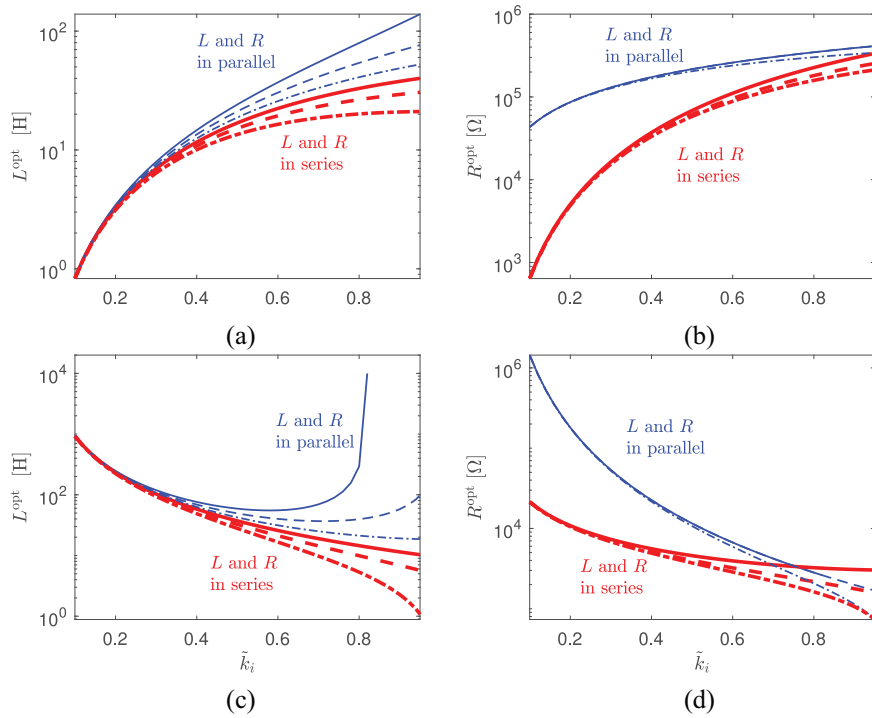 10^2
10^1
10^0
L^opt [H]
L and R
in parallel
L and R
in series
0.2 0.4 0.6 0.8
(a)
10^6
10^5
10^4
10^3
R^opt [Ω]
L and R
in parallel
L and R
in series
0.2 0.4 0.6 0.8
(b)
10^4
10^2
10^0
L^opt [H]
L and R
in parallel
L and R
in series
0.2 0.4 0.6 0.8
k̃_i
(c)
10^6
10^4
R^opt [Ω]
L and R
in parallel
L and R
in series
0.2 0.4 0.6 0.8
k̃_i
(d)